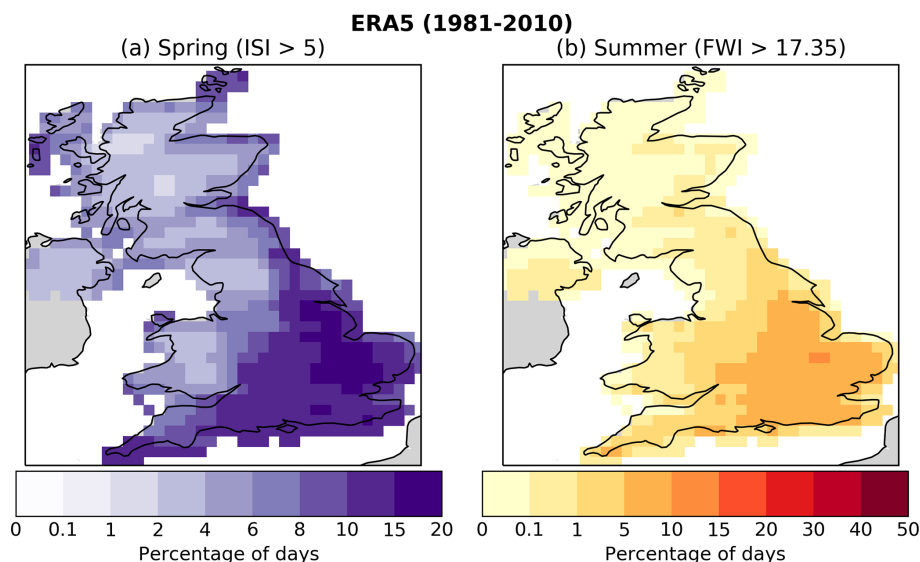 ERA5 (1981-2010)
(a) Spring (ISI > 5)
(b) Summer (FWI > 17.35)
0 0.1 1 2 4 6 8 10 15 20
Percentage of days
0 0.1 1 5 10 15 20 30 40 50
Percentage of days